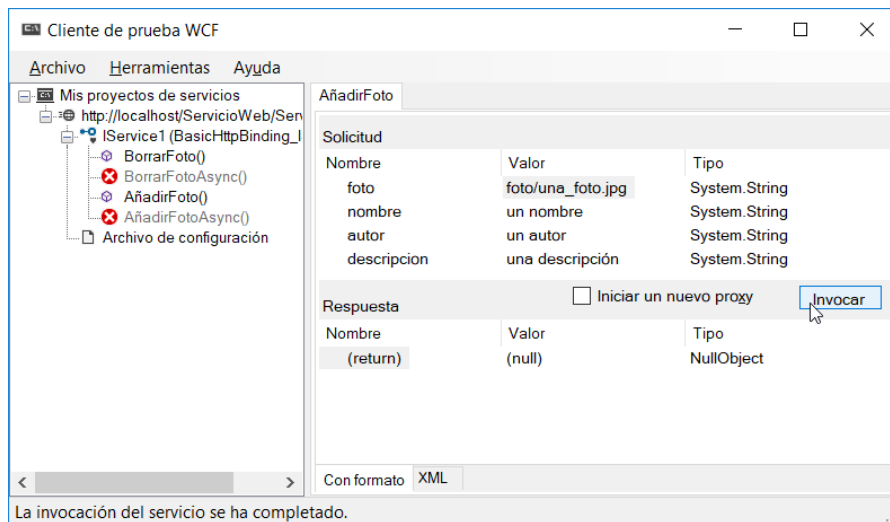 Cliente de prueba WCF
Archivo Herramientas Ayuda
Mis proyectos de servicios
http://localhost/ServicioWeb/Serv
IService1 (BasicHttpBinding_I
BorrarFoto()
BorrarFotoAsync()
AñadirFoto()
AñadirFotoAsync()
Archivo de configuración
AñadirFoto
Solicitud
Nombre Valor Tipo
foto foto/una_foto.jpg System.String
nombre un nombre System.String
autor un autor System.String
descripcion una descripción System.String
Respuesta Iniciar un nuevo proxy Invocar
Nombre Valor Tipo
(return) (null) NullObject
Con formato XML
La invocación del servicio se ha completado.